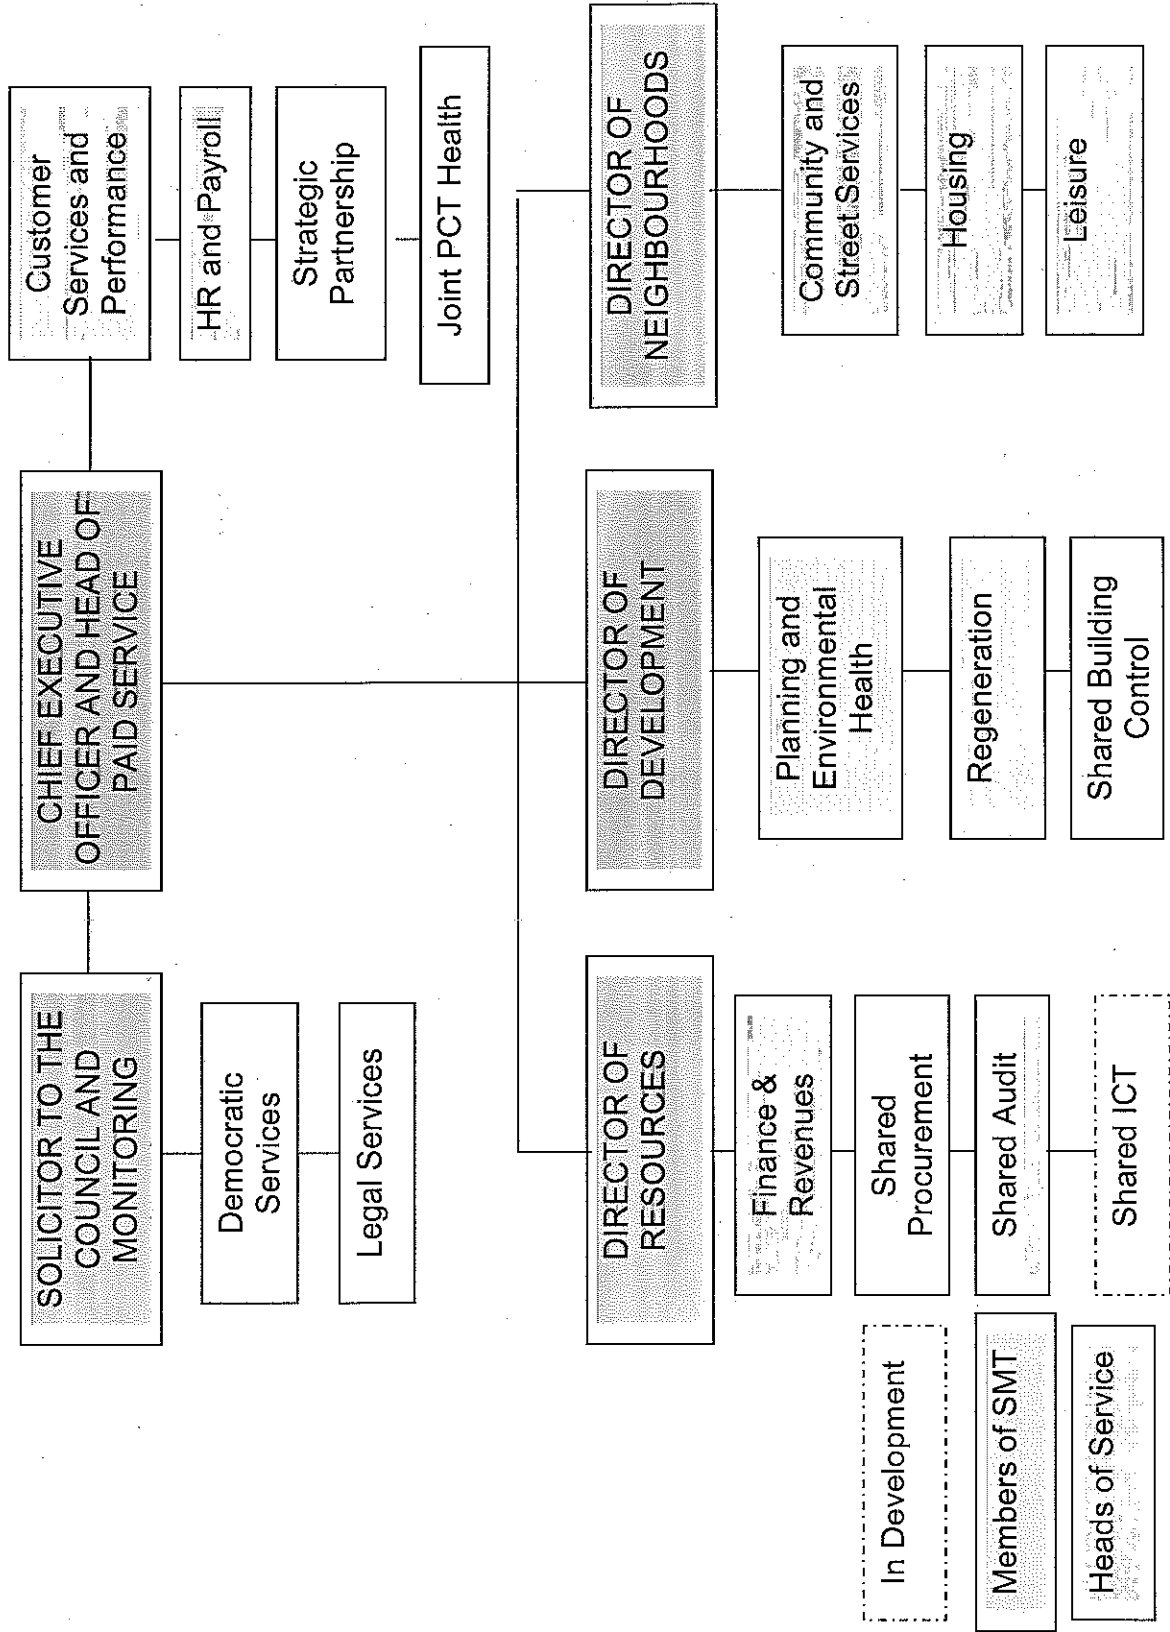 SOLICITOR TO THE
COUNCIL AND
MONITORING
Democratic
Services
Legal Services
CHIEF EXECUTIVE
OFFICER AND HEAD OF
PAID SERVICE
Customer
Services and
Performance
HR and Payroll
Strategic
Partnership
Joint PCT Health
DIRECTOR OF
RESOURCES
Finance &
Revenues
Shared
Procurement
Shared Audit
Shared ICT
DIRECTOR OF
DEVELOPMENT
Planning and
Environmental
Health
Regeneration
Shared Building
Control
DIRECTOR OF
NEIGHBOURHOODS
Community and
Street Services
Housing
Leisure
In Development
Members of SMT
Heads of Service